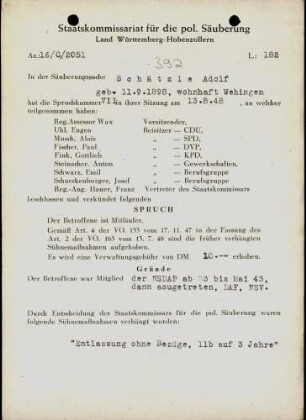 Staatskommissariat für die pol. Säuberung
Land Württemberg-Hohenzollern
Az.: 16/Q/2051 L: 182
392
In der Säuberungssache Schätzle Adolf
geb. 11.9.1898, wohnhaft Wehingen
hat die Spruchkammer VII in ihrer Sitzung am 13.8.48, an welcher
teilgenommen haben:
Reg.Assessor Wax Vorsitzender,
Uhl, Eugen Beisitzer — CDU,
Munk, Alois „ — SPD,
Fischer, Paul „ — DVP,
Fink, Gottlieb „ — KPD,
Steimacher, Anton „ — Gewerkschaften,
Schwarz, Emil „ — Berufsgruppe
Schneckenberger, Josef „ — Berufsgruppe
Reg.-Ang. Hauer, Franz Vertreter des Staatskommissars
beschlossen und verkündet folgenden
SPRUCH
Der Betroffene ist Mitläufer.
Gemäß Art. 4 der VO. 133 vom 17. 11. 47 in der Fassung des
Art. 2 der VO. 165 vom 13. 7. 48 sind die früher verhängten
Sühnemaßnahmen aufgehoben.
Es wird eine Verwaltungsgebühr von DM 10.-- erhoben.
Gründe
Der Betroffene war Mitglied der NSDAP ab 33 bis Mai 43,
dann ausgetreten, DAF, NSV.
Durch Entscheidung des Staatskommissars für die pol. Säuberung waren
folgende Sühnemaßnahmen verhängt worden:
"Entlassung ohne Bezüge, 11b auf 3 Jahre"